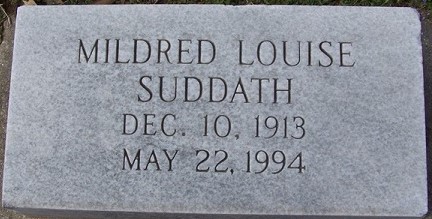 MILDRED LOUISE
SUDDATH
DEC. 10, 1913
MAY 22, 1994